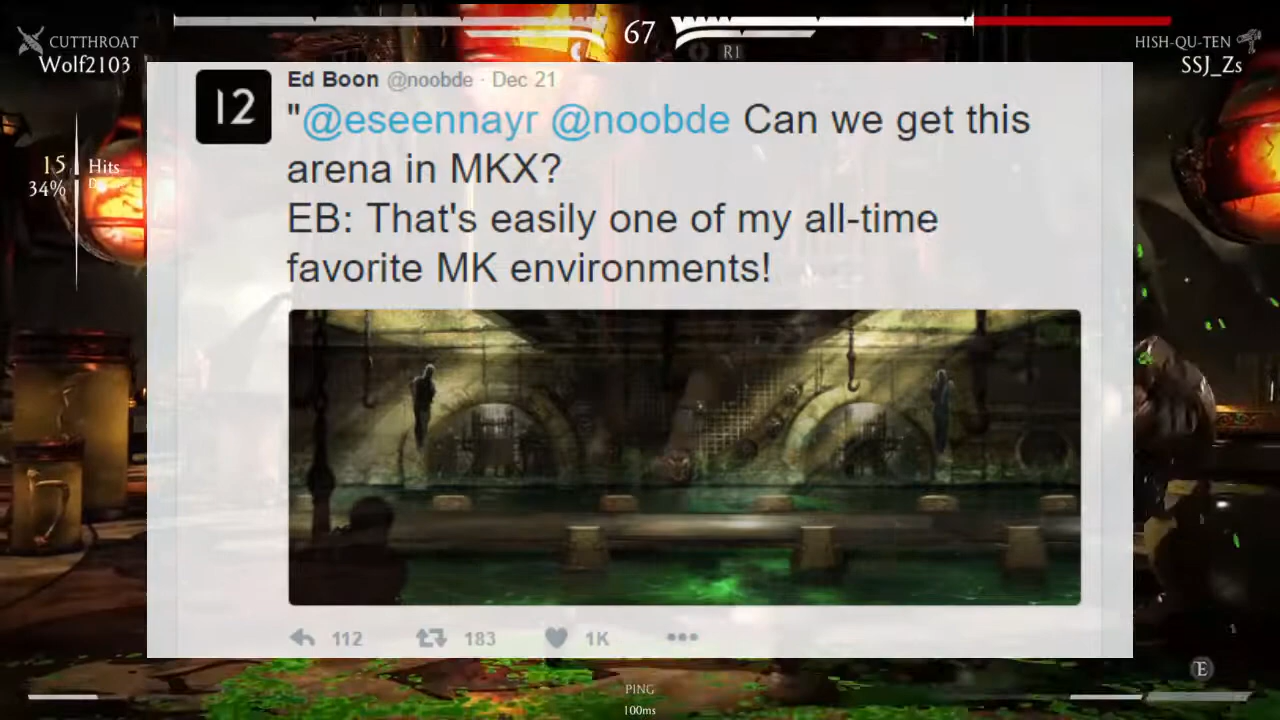 67
CUTTHROAT
Wolf2103
R1
HISH-QU-TEN
SSJ_Zs
12
Ed Boon @noobde · Dec 21
"@eseennayr @noobde Can we get this
arena in MKX?
EB: That's easily one of my all-time
favorite MK environments!
15 Hits
34%
112 183 1K
E
PING
100ms